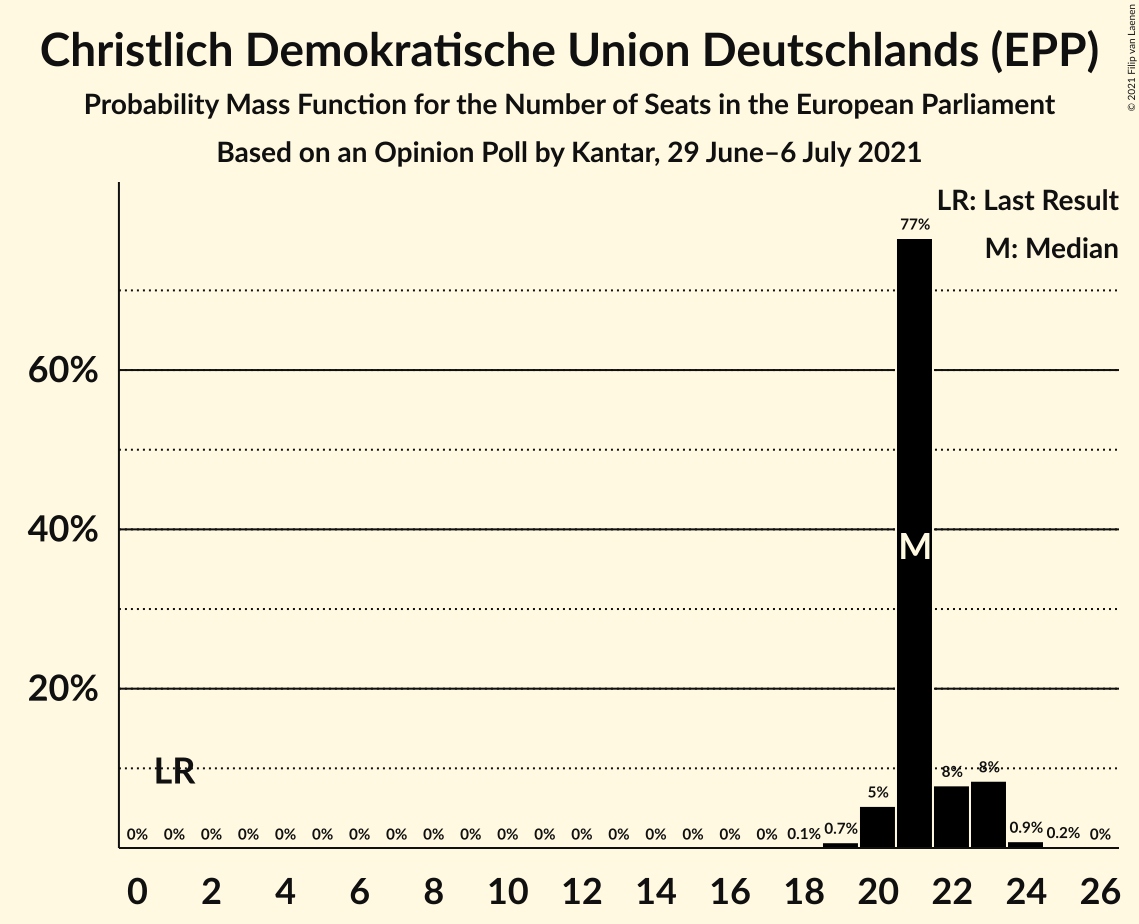 Christlich Demokratische Union Deutschlands (EPP)
Probability Mass Function for the Number of Seats in the European Parliament
Based on an Opinion Poll by Kantar, 29 June–6 July 2021
© 2021 Filip van Laenen
LR: Last Result
M: Median
77%
60%
40%
M
20%
LR
0% 0% 0% 0% 0% 0% 0% 0% 0% 0% 0% 0% 0% 0% 0% 0% 0% 0% 0.1% 0.7% 5% 8% 8% 0.9% 0.2% 0%
0 2 4 6 8 10 12 14 16 18 20 22 24 26